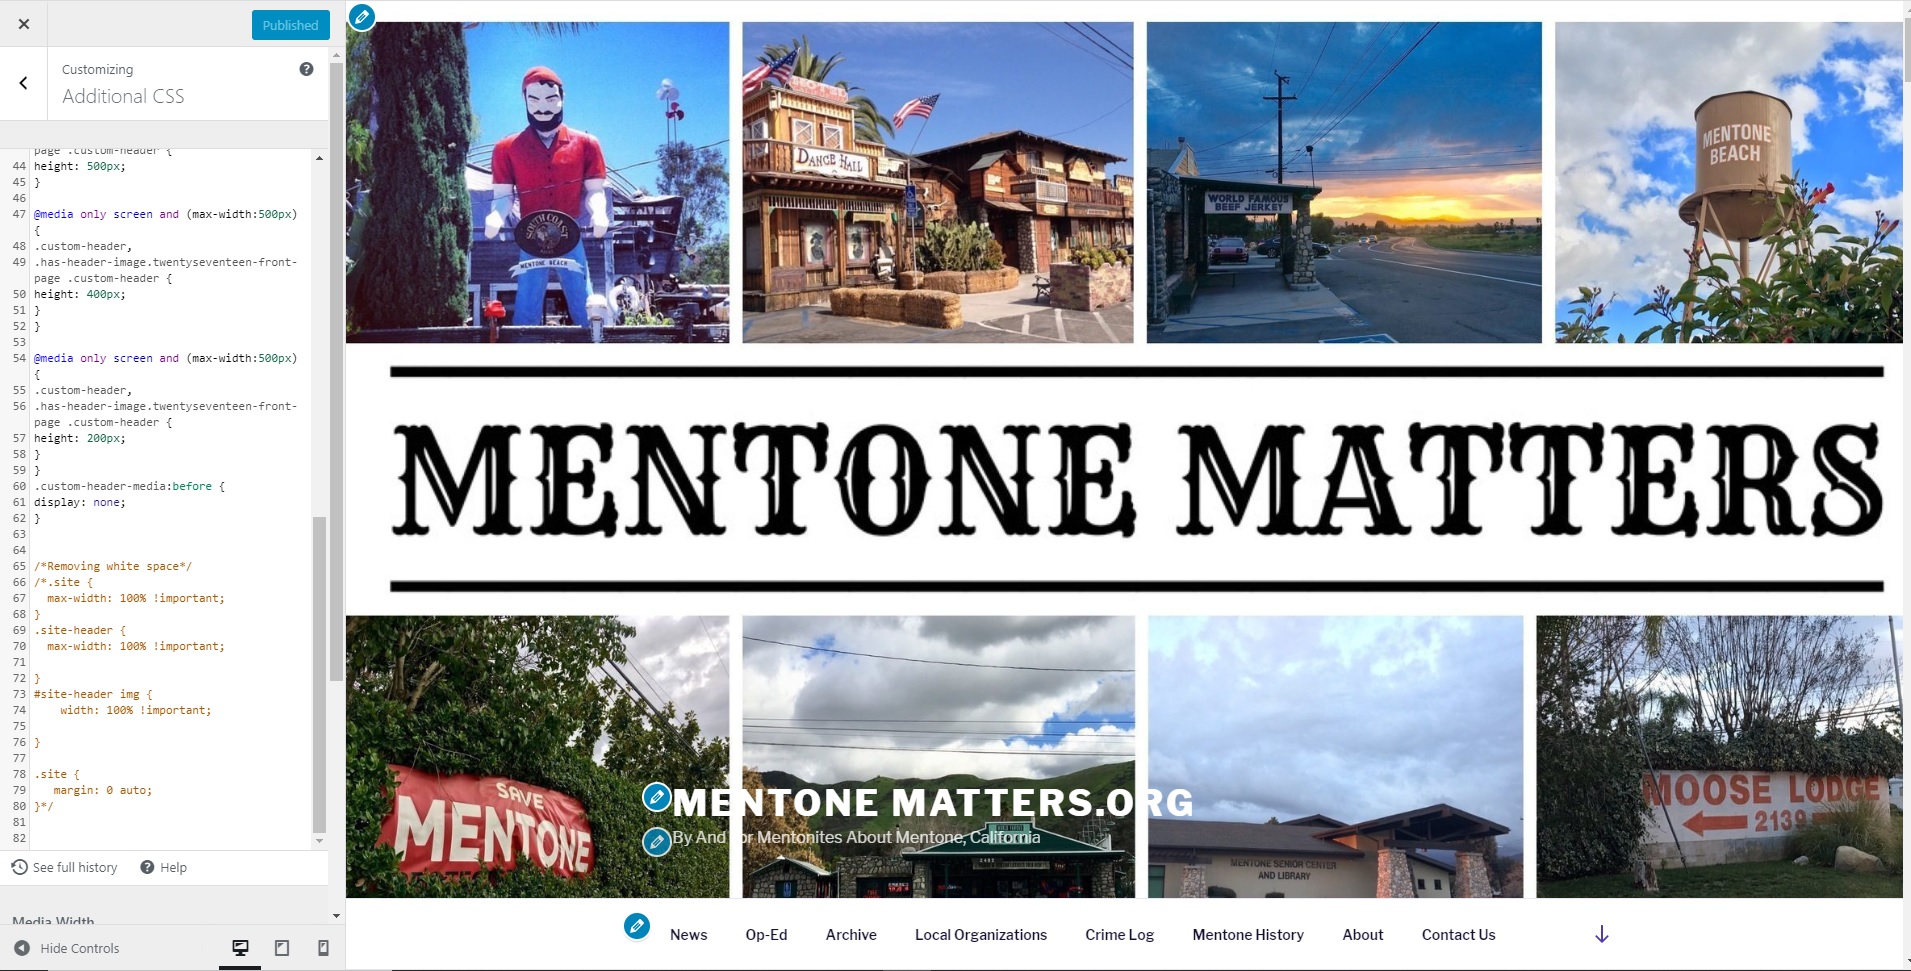 Published
Customizing
Additional CSS
page .custom-header {
44 height: 500px;
45 }
46
47 @media only screen and (max-width:500px)
{
48 .custom-header,
49 .has-header-image.twentyseventeen-front-
page .custom-header {
50 height: 400px;
51 }
52 }
53
54 @media only screen and (max-width:500px)
{
55 .custom-header,
56 .has-header-image.twentyseventeen-front-
page .custom-header {
57 height: 200px;
58 }
59 }
60 .custom-header-media:before {
61 display: none;
62 }
63
64
65 /*Removing white space*/
66 /*.site {
67 max-width: 100% !important;
68 }
69 .site-header {
70 max-width: 100% !important;
71
72 }
73 #site-header img {
74 width: 100% !important;
75
76 }
77
78 .site {
79 margin: 0 auto;
80 }*/
81
82
See full history
Help
Media Width
Hide Controls
SOUTH COAST
MENTONE BEACH
DANCE HALL
WORLD FAMOUS
BEEF JERKEY
MENTONE
BEACH
MENTONE MATTERS
SAVE
MENTONE
MENTONE MATTERS.ORG
By And For Mentonites About Mentone, California
MENTONE SENIOR CENTER
AND LIBRARY
MOOSE LODGE
2139
News
Op-Ed
Archive
Local Organizations
Crime Log
Mentone History
About
Contact Us